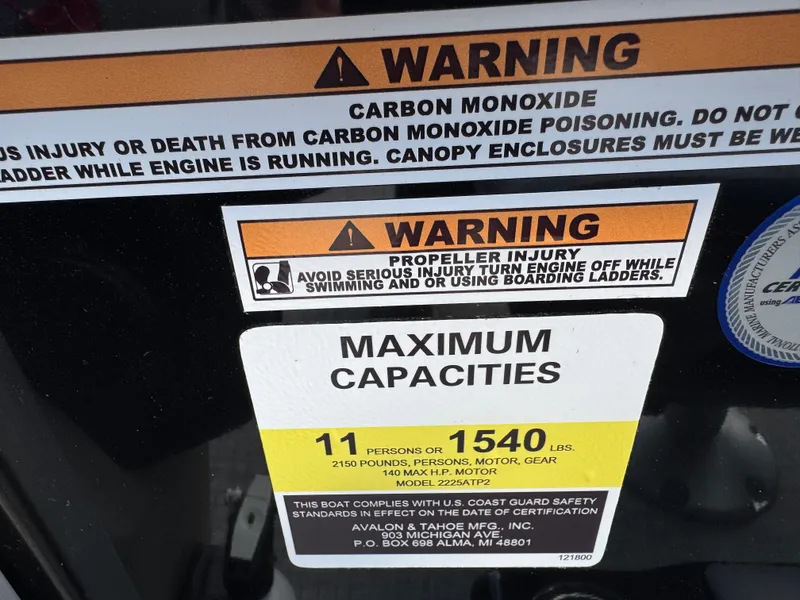 WARNING
CARBON MONOXIDE
INJURY OR DEATH FROM CARBON MONOXIDE POISONING. DO NOT
WHILE ENGINE IS RUNNING. CANOPY ENCLOSURES MUST BE
WARNING
PROPELLER INJURY
AVOID SERIOUS INJURY TURN ENGINE OFF WHILE
SWIMMING AND OR USING BOARDING LADDERS.
MANUFACTURERS
using
MAXIMUM
CAPACITIES
11 PERSONS OR 1540 LBS.
2150 POUNDS, PERSONS, MOTOR, GEAR
140 MAX H.P. MOTOR
MODEL 2225ATP2
THIS BOAT COMPLIES WITH U.S. COAST GUARD SAFETY
STANDARDS IN EFFECT ON THE DATE OF CERTIFICATION
AVALON & TAHOE MFG., INC.
903 MICHIGAN AVE.
P.O. BOX 698 ALMA, MI 48801
121800